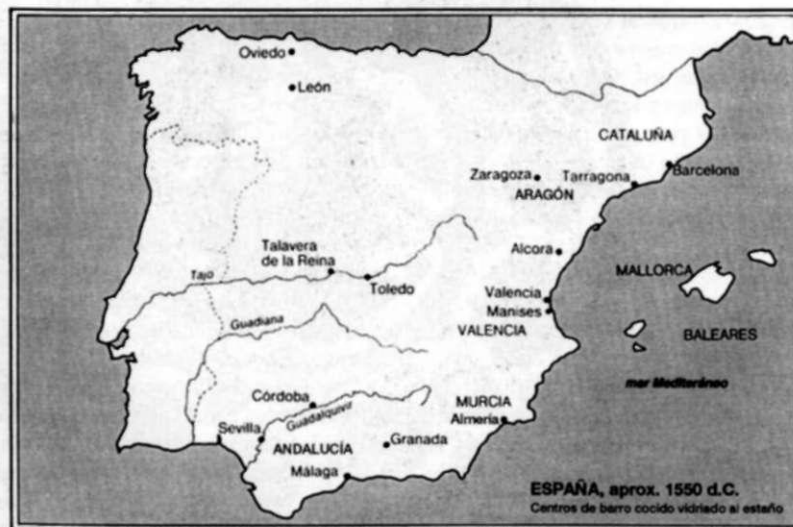 Oviedo
León
CATALUÑA
Barcelona
Zaragoza
Tarragona
ARAGÓN
Talavera
de la Reina
Alcora
MALLORCA
Tajo
Toledo
Valencia
Manises
Guadiana
VALENCIA
BALEARES
mar Mediterráneo
Córdoba
MURCIA
Guadalquivir
Almería
Sevilla
ANDALUCÍA
Granada
Málaga
ESPAÑA, aprox. 1550 d.C.
Centros de barro cocido vidriado al estaño